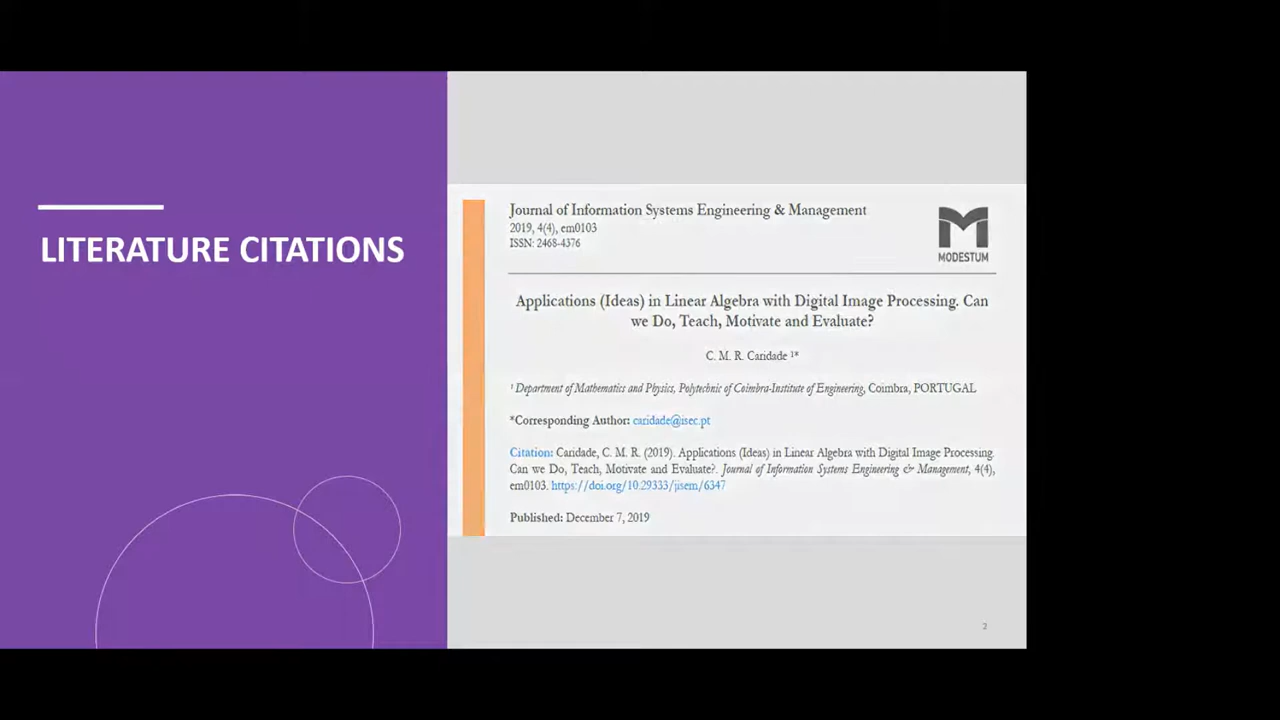 LITERATURE CITATIONS
Journal of Information Systems Engineering & Management
2019, 4(4), em0103
ISSN: 2468-4376
MODESTUM
Applications (Ideas) in Linear Algebra with Digital Image Processing. Can
we Do, Teach, Motivate and Evaluate?
C. M. R. Caridade ¹*
¹ Department of Mathematics and Physics, Polytechnic of Coimbra-Institute of Engineering, Coimbra, PORTUGAL
*Corresponding Author: caridade@isec.pt
Citation: Caridade, C. M. R. (2019). Applications (Ideas) in Linear Algebra with Digital Image Processing.
Can we Do, Teach, Motivate and Evaluate?. Journal of Information Systems Engineering & Management, 4(4),
em0103. https://doi.org/10.29333/jisem/6347
Published: December 7, 2019
2